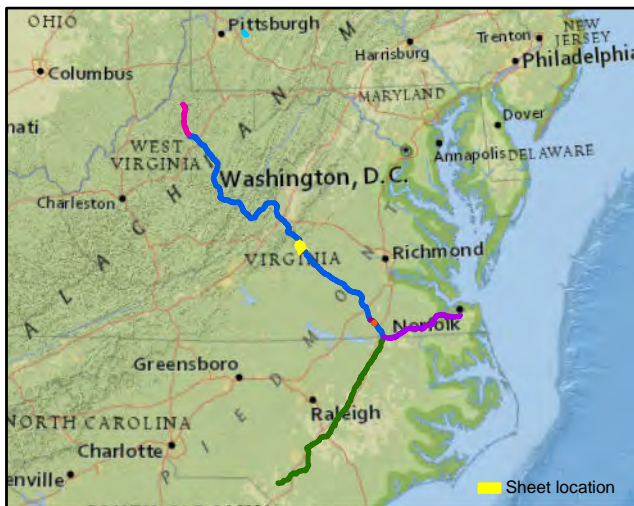 OHIO
Pittsburgh
NEW
JERSEY
Trenton
Harrisburg
Philadelphia
Columbus
MARYLAND
Dover
nati
WEST
VIRGINIA
Annapolis
DELAWARE
Washington, D.C.
Charleston
Richmond
VIRGINIA
A L A C H A N M
Norfolk
Greensboro
P I E D M O N T
Raleigh
NORTH CAROLINA
Charlotte
enville
Sheet location